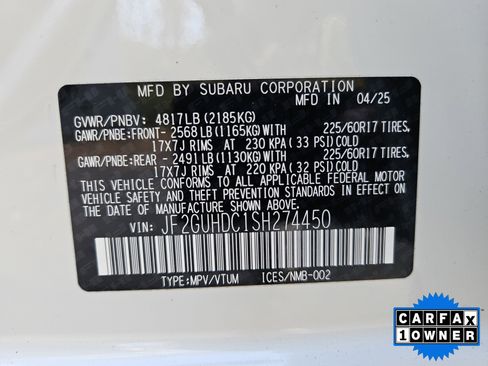 MFD BY SUBARU CORPORATION
IN 04/25
GVWR/PNBV: 4817LB (2185KG)
GAWR/PNBE:FRONT- 2568LB (1165KG)WITH 225/60R17 TIRES,
17X7J RIMS AT 230 KPA (33 PSI)COLD
GAWR/PNBE:REAR - 2491LB (1130KG)WITH 225/60R17 TIRES,
17X7J RIMS AT 220 KPA (32 PSI)COLD
THIS VEHICLE CONFORMS TO ALL APPLICABLE FEDERAL
MOTOR VEHICLE SAFETY, BUMPER, AND THEFT PREVENTION STANDARDS
IN EFFECT ON THE DATE OF MANUFACTURE SHOWN ABOVE.
VIN: JF2GUHDC1SH274450
TYPE:MPV/VTUM ICES/NMB-002
CARFAX
1 OWNER